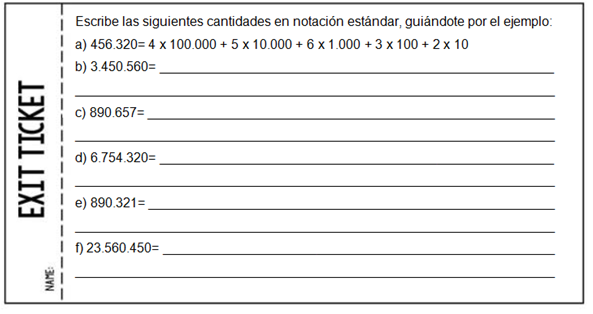 EXIT TICKET
NAME:
Escribe las siguientes cantidades en notación estándar, guiándote por el ejemplo:
a) 456.320= 4 x 100.000 + 5 x 10.000 + 6 x 1.000 + 3 x 100 + 2 x 10
b) 3.450.560=
c) 890.657=
d) 6.754.320=
e) 890.321=
f) 23.560.450=